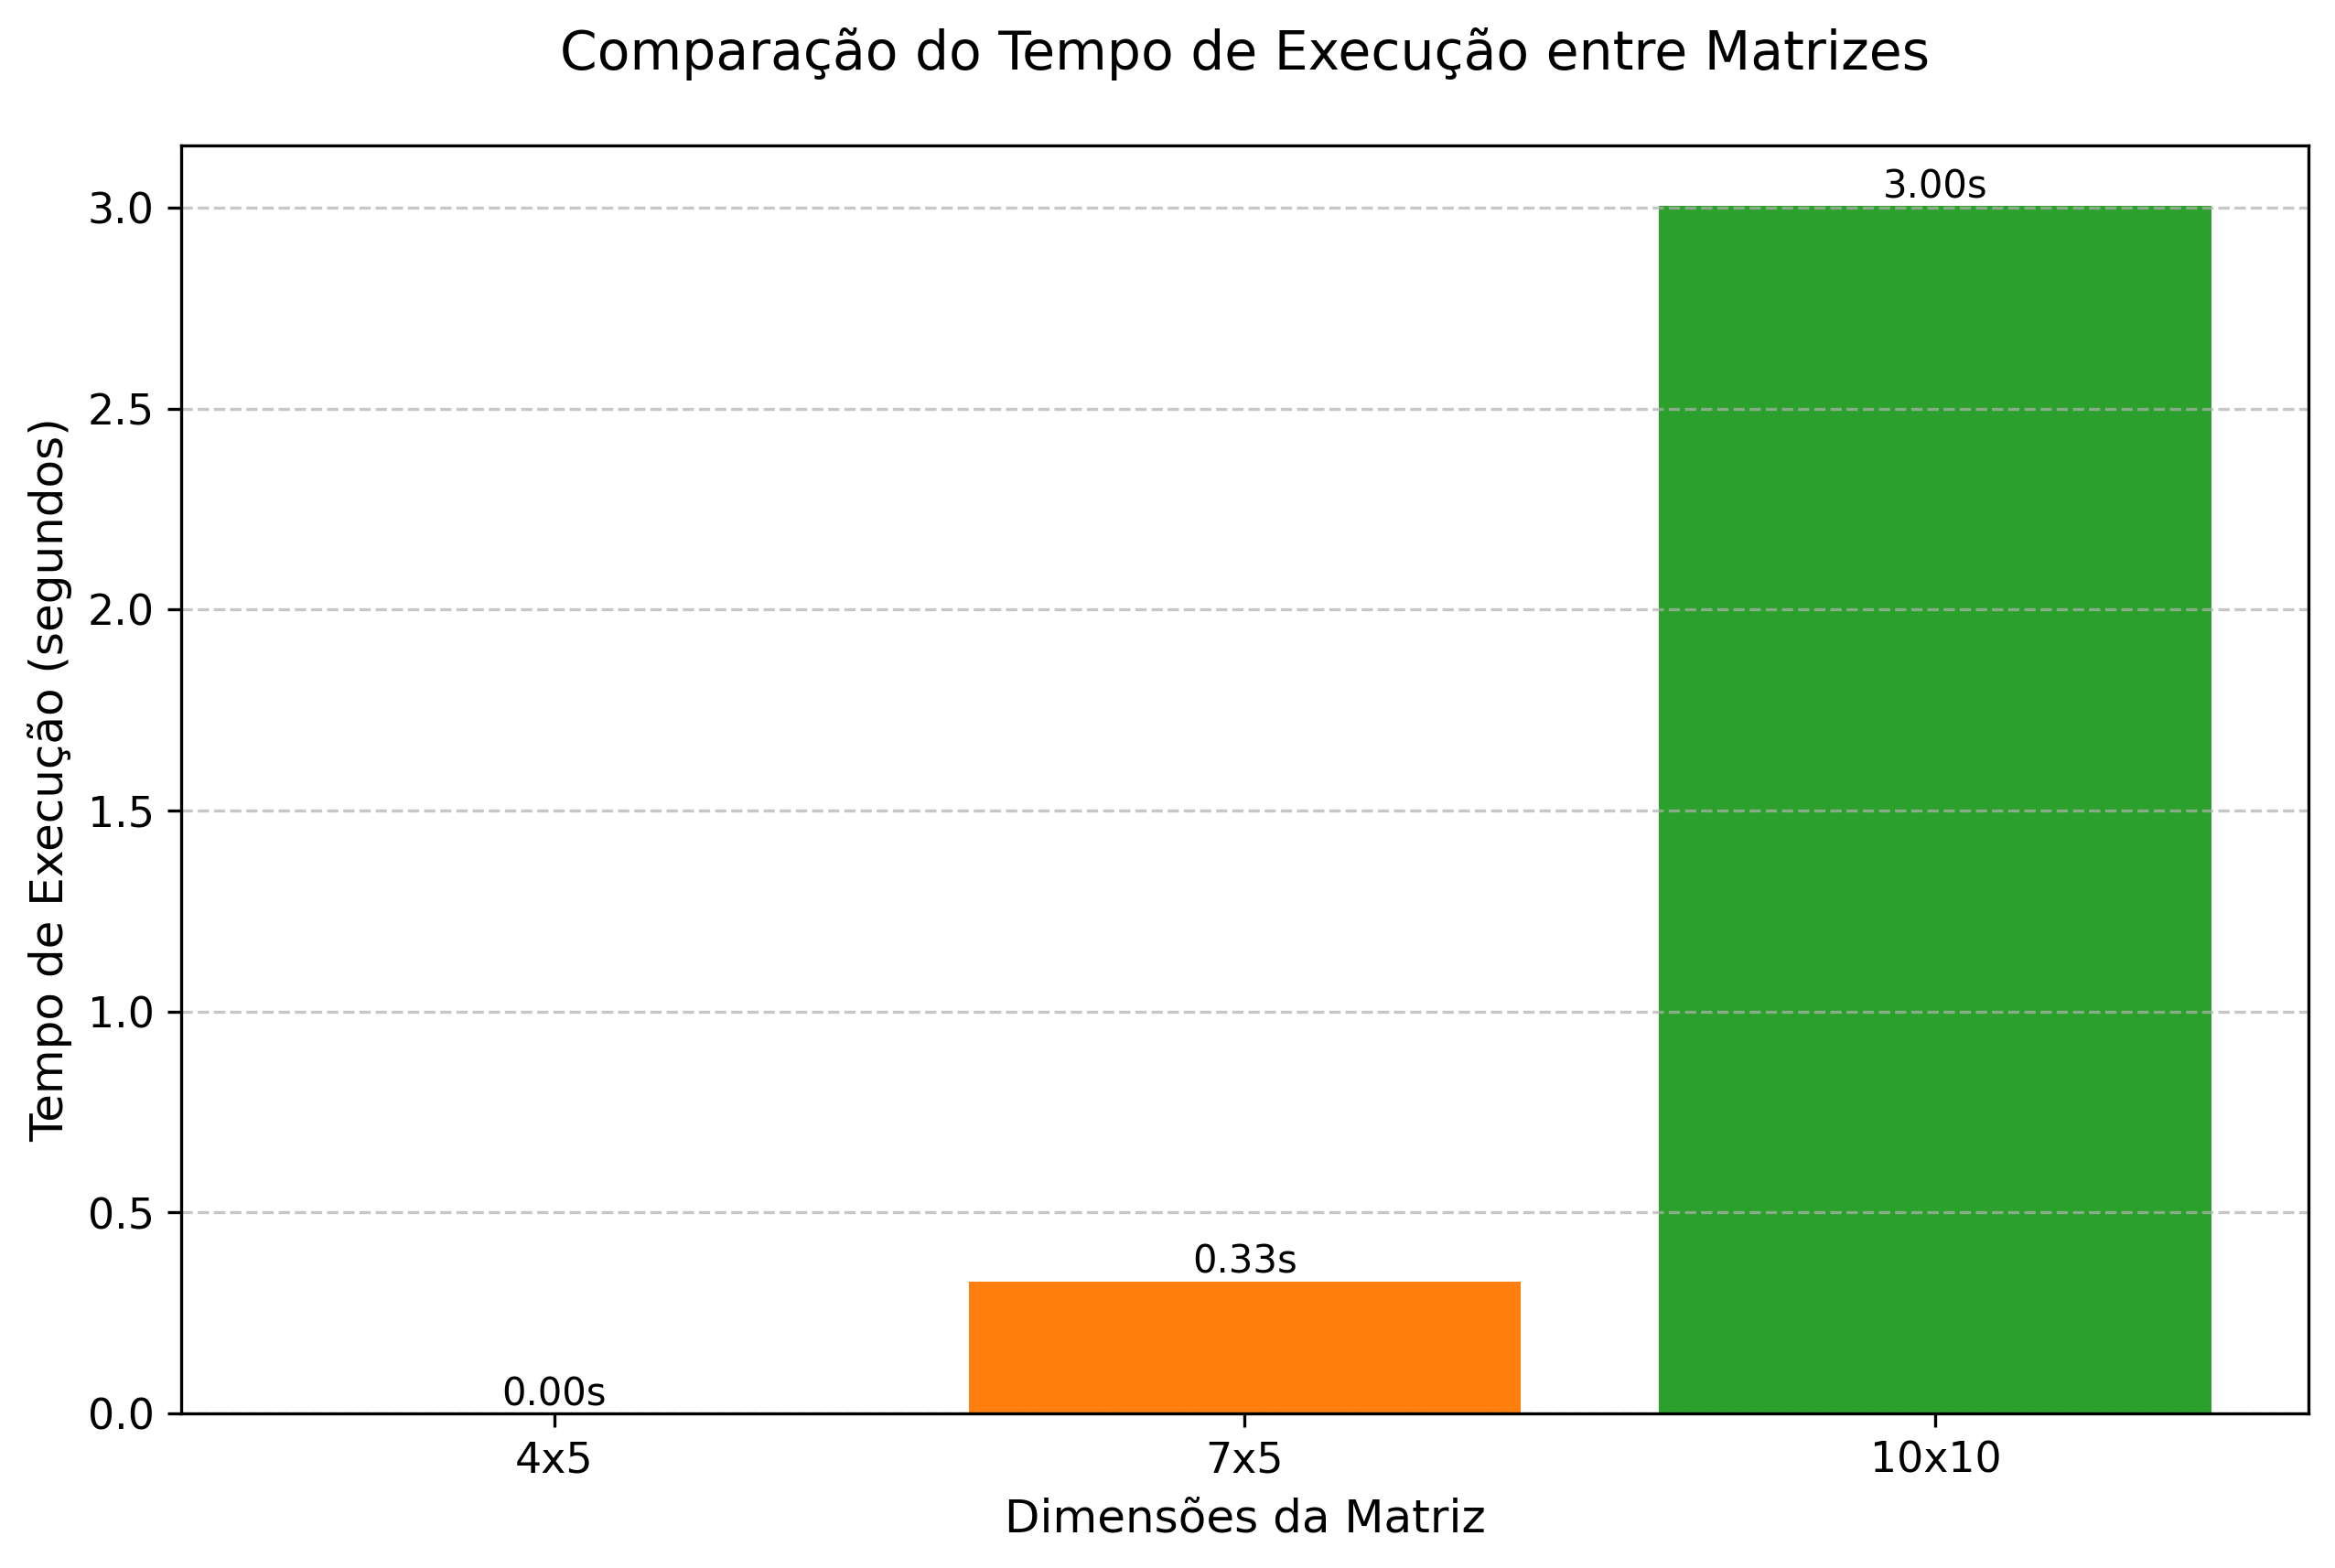 Comparação do Tempo de Execução entre Matrizes
Tempo de Execução (segundos)
3.0
2.5
2.0
1.5
1.0
0.5
0.0
0.00s
0.33s
3.00s
4x5
7x5
10x10
Dimensões da Matriz